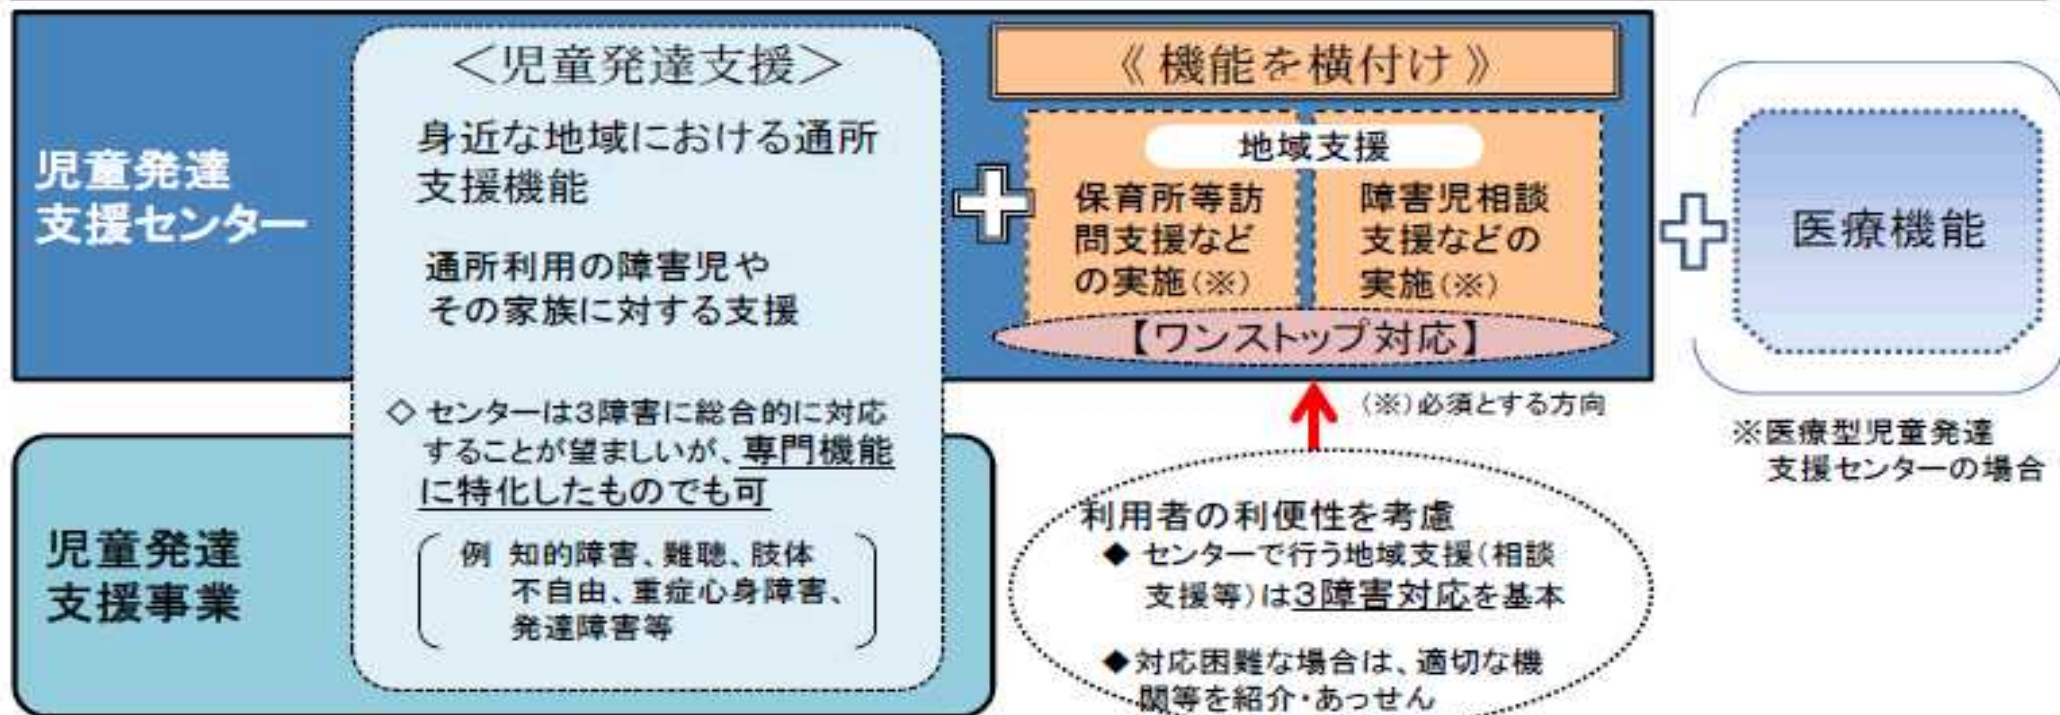 児童発達
支援センター
＜児童発達支援＞
身近な地域における通所
支援機能
通所利用の障害児や
その家族に対する支援
◇ センターは３障害に総合的に対応
することが望ましいが、専門機能
に特化したものでも可
例 知的障害、難聴、肢体
不自由、重症心身障害、
発達障害等
《 機能を横付け 》
地域支援
保育所等訪
問支援など
の実施(※)
障害児相談
支援などの
実施(※)
【ワンストップ対応】
(※)必須とする方向
医療機能
※医療型児童発達
支援センターの場合
児童発達
支援事業
利用者の利便性を考慮
◆ センターで行う地域支援(相談
支援等)は３障害対応を基本
◆対応困難な場合は、適切な機
関等を紹介・あっせん